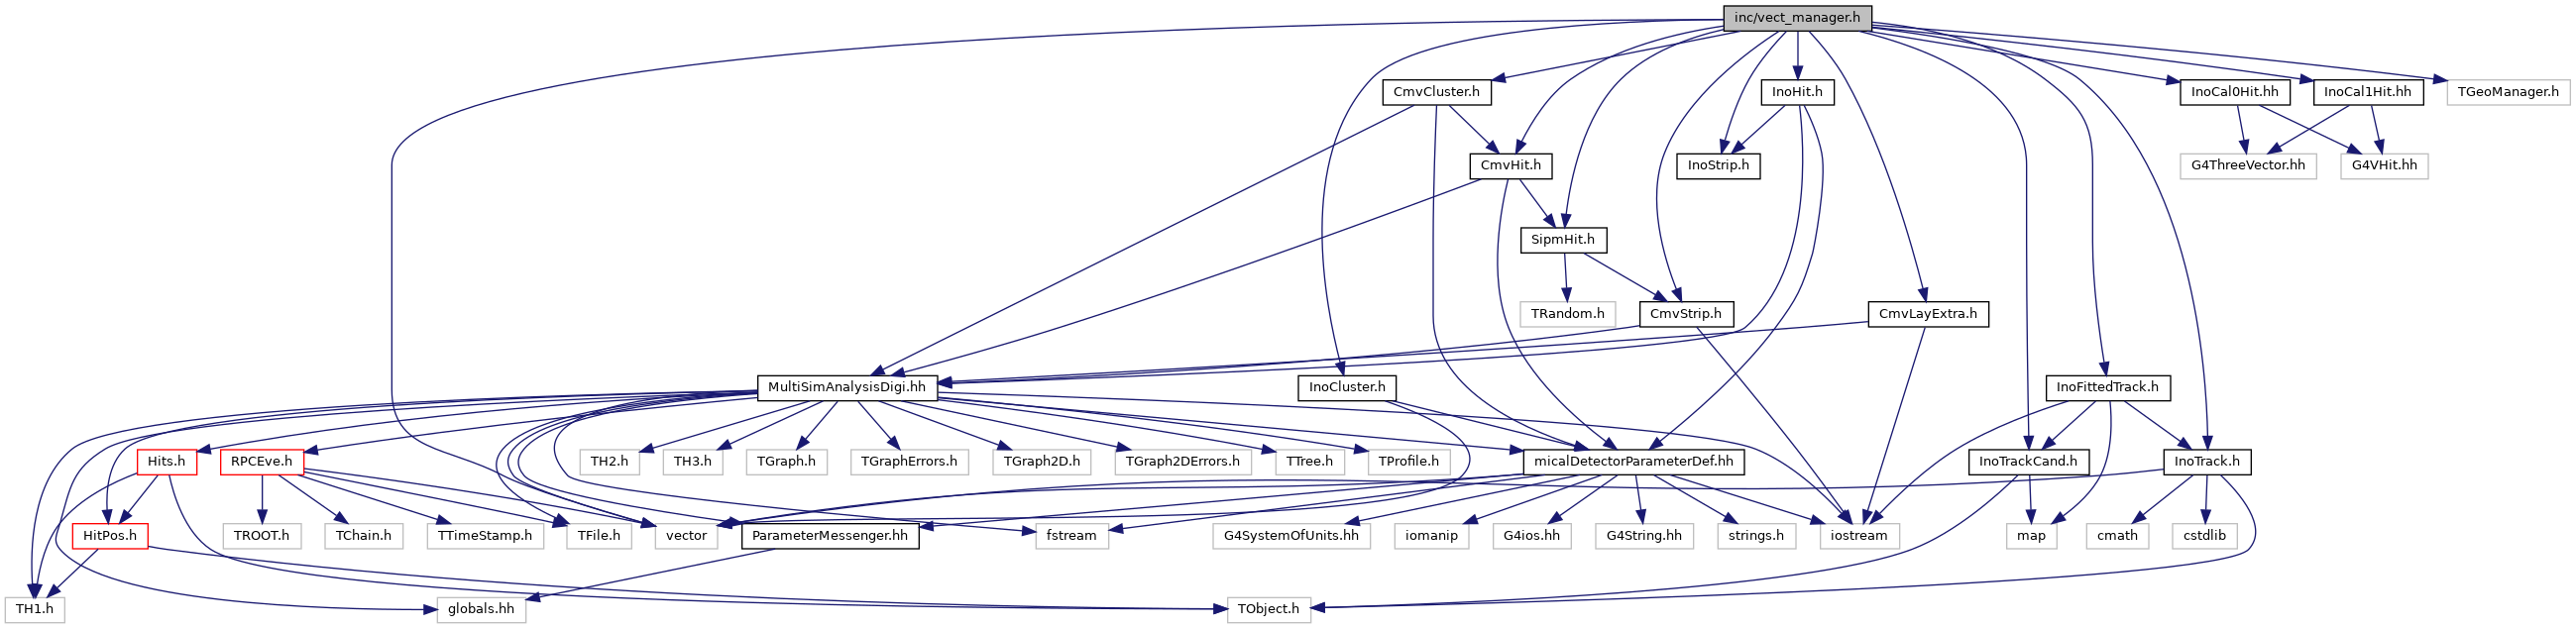 inc/vect_manager.h
CmvCluster.h
InoHit.h
InoCal0Hit.hh
InoCal1Hit.hh
TGeoManager.h
CmvHit.h
InoStrip.h
G4ThreeVector.hh
G4VHit.hh
SipmHit.h
TRandom.h
CmvStrip.h
CmvLayExtra.h
MultiSimAnalysisDigi.hh
InoCluster.h
InoFittedTrack.h
Hits.h
RPCEve.h
TH2.h
TH3.h
TGraph.h
TGraphErrors.h
TGraph2D.h
TGraph2DErrors.h
TTree.h
TProfile.h
micalDetectorParameterDef.hh
InoTrackCand.h
InoTrack.h
HitPos.h
TROOT.h
TChain.h
TTimeStamp.h
TFile.h
vector
ParameterMessenger.hh
fstream
G4SystemOfUnits.hh
iomanip
G4ios.hh
G4String.hh
strings.h
iostream
map
cmath
cstdlib
TH1.h
globals.hh
TObject.h